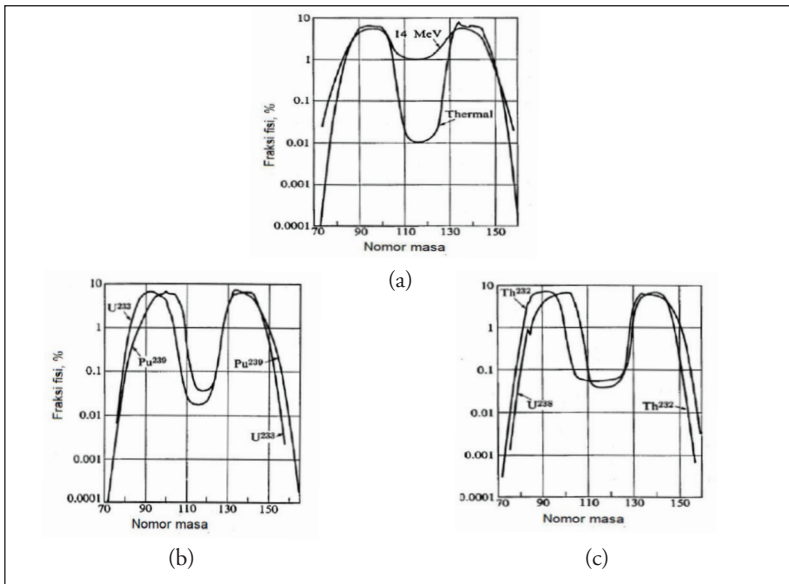 10
1
0.1
0.01
0.001
0.0001
Fraksi fisi, %
14 MeV
Thermal
70 90 110 130 150
Nomor masa
(a)
10
1
0.1
0.01
0.001
0.0001
Fraksi fisi, %
U²³³
Pu²³⁹
Pu²³⁹
U²³³
70 90 110 130 150
Nomor masa
(b)
10
1
0.1
0.01
0.001
0.0001
Th²³²
U²³⁸
Th²³²
70 90 110 130 150
Nomor masa
(c)